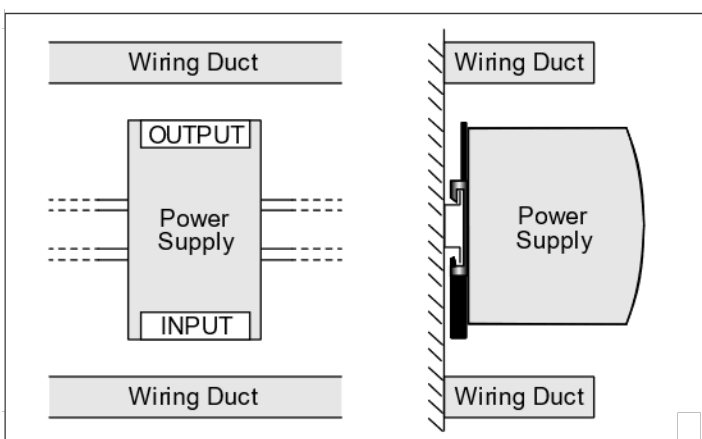 Wiring Duct
Wiring Duct
OUTPUT
Power
Supply
Power
Supply
INPUT
Wiring Duct
Wiring Duct